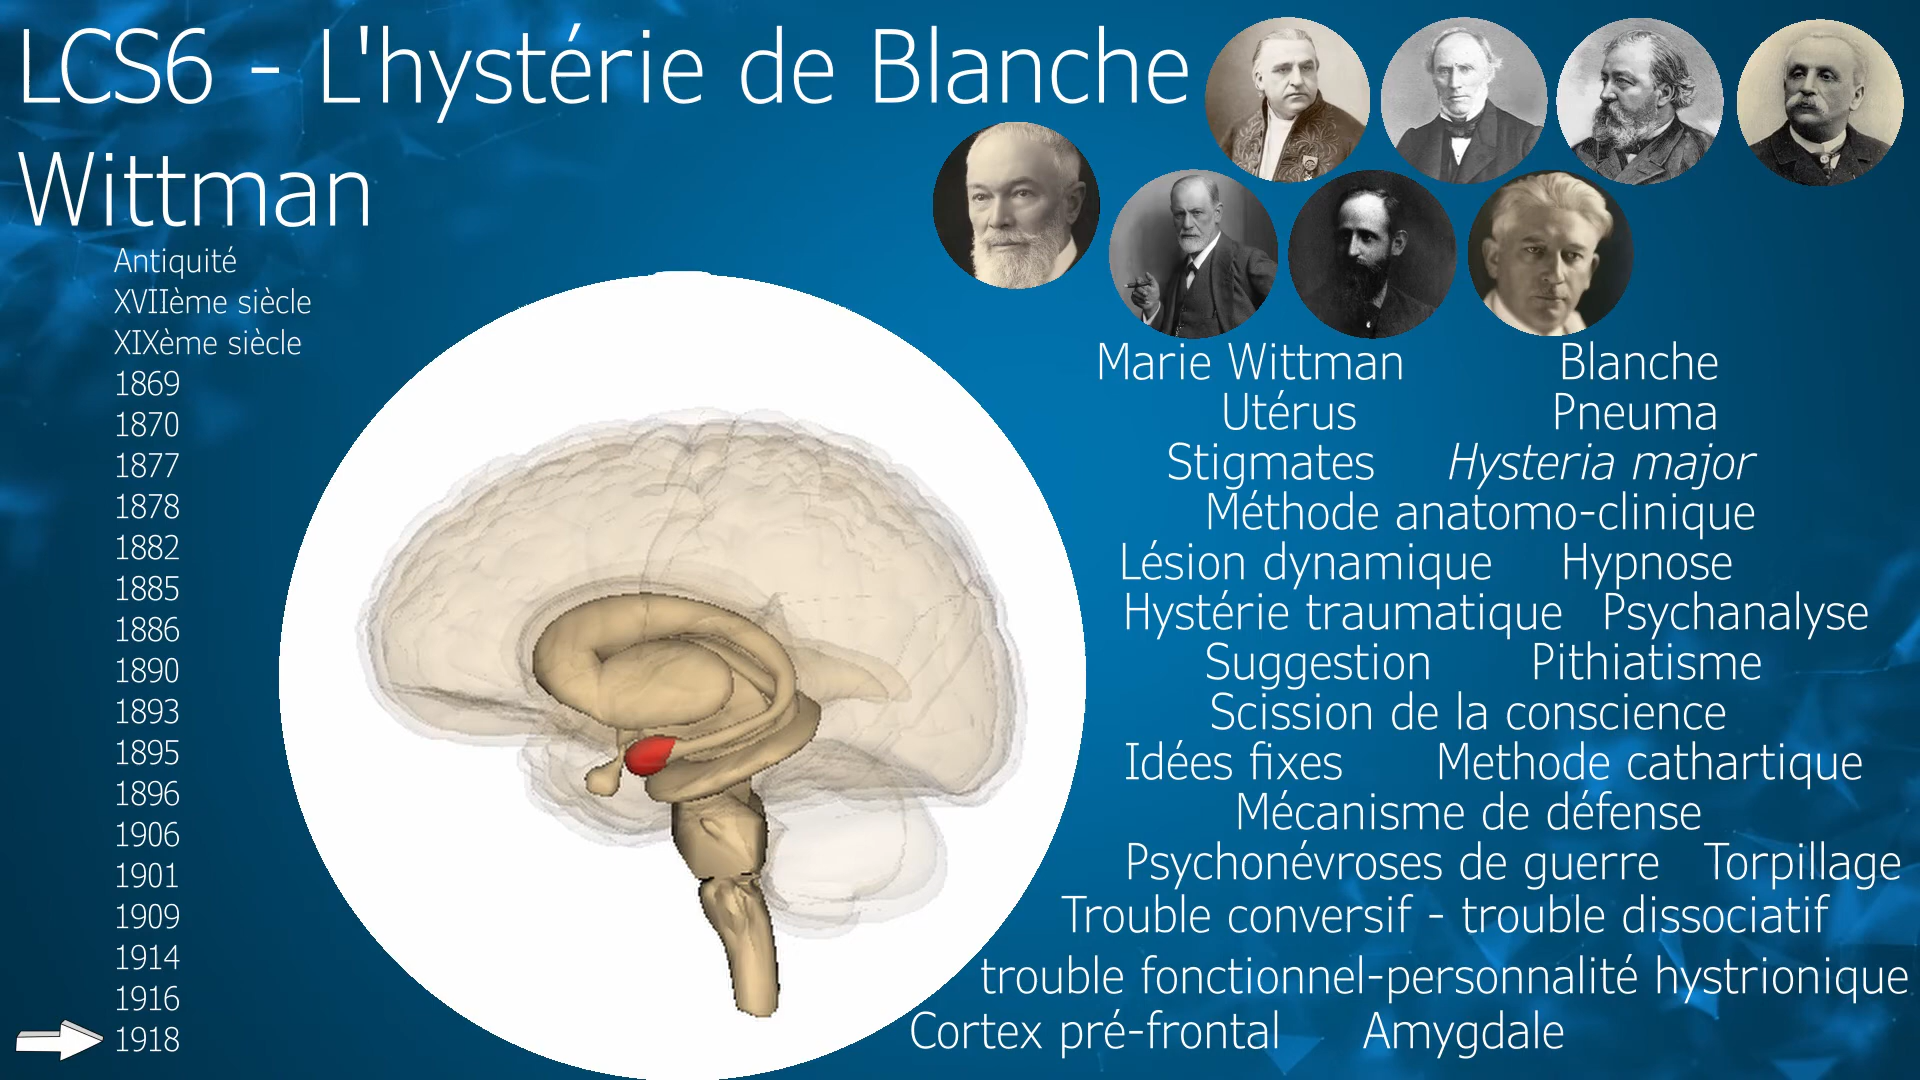 LCS6 - L'hystérie de Blanche
Wittman
Antiquité
XVIIème siècle
XIXème siècle
1869
1870
1877
1878
1882
1885
1886
1890
1893
1895
1896
1906
1901
1909
1914
1916
1918
Marie Wittman Blanche
Utérus Pneuma
Stigmates Hysteria major
Méthode anatomo-clinique
Lésion dynamique Hypnose
Hystérie traumatique Psychanalyse
Suggestion Pithiatisme
Scission de la conscience
Idées fixes Methode cathartique
Mécanisme de défense
Psychonévroses de guerre Torpillage
Trouble conversif - trouble dissociatif
trouble fonctionnel-personnalité hystrionique
Cortex pré-frontal Amygdale